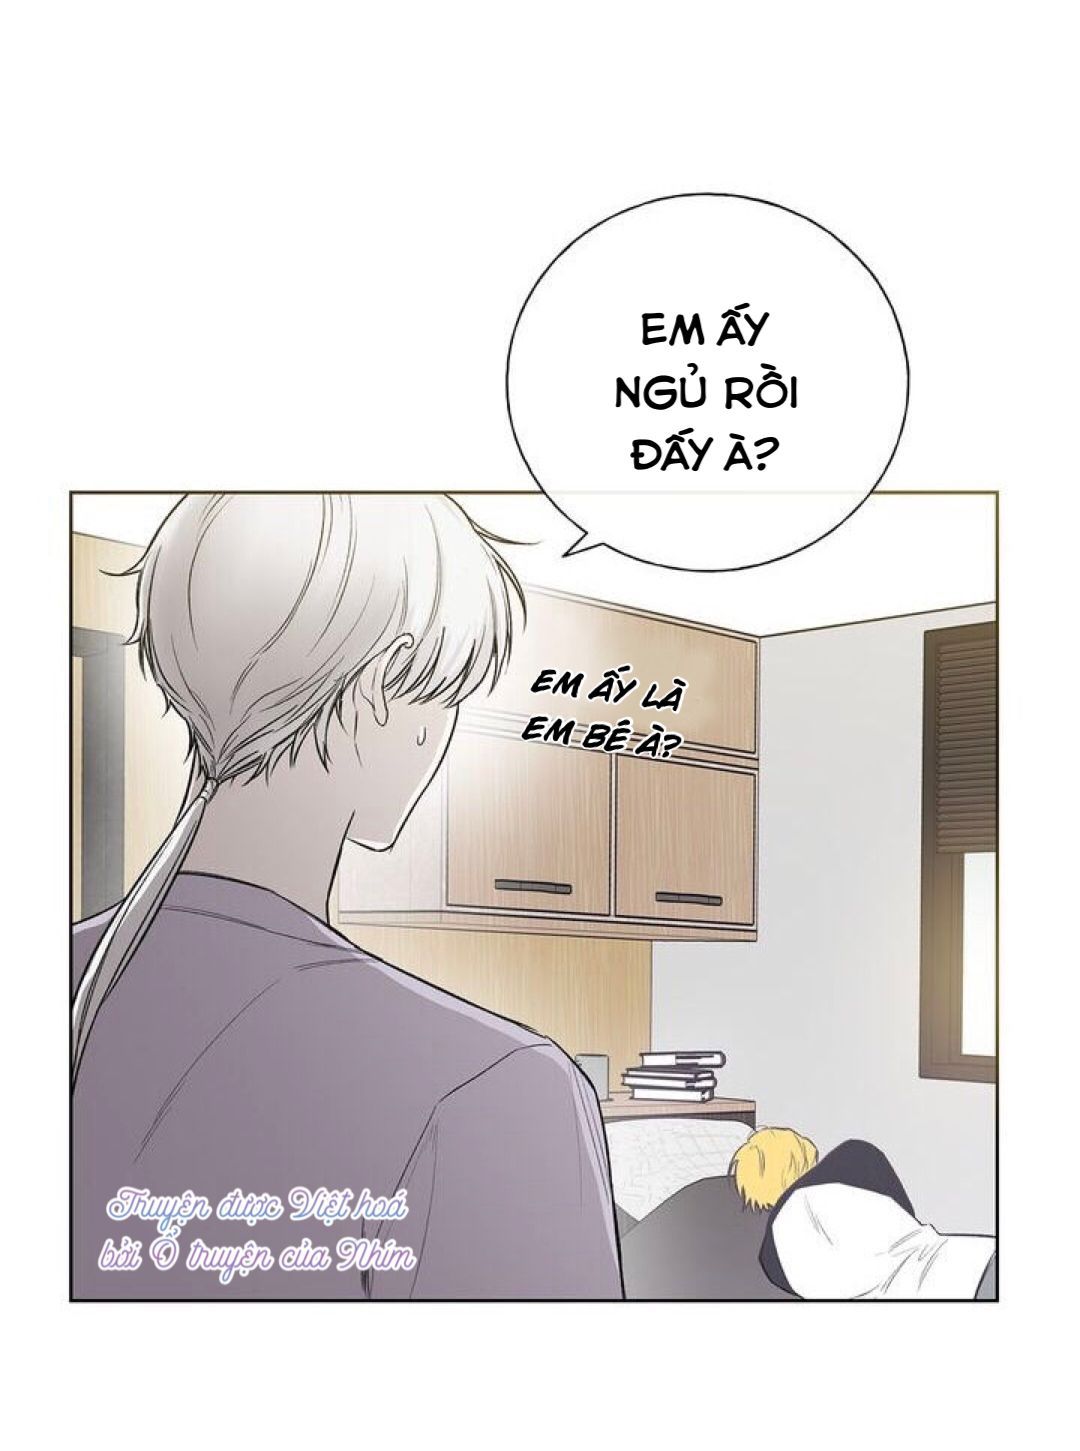 EM ẤY
NGỦ RỒI
ĐẤY À?
EM ẤY LÀ
EM BÉ À?
Truyện được Việt hoá
bởi Ổ truyện của Nhím